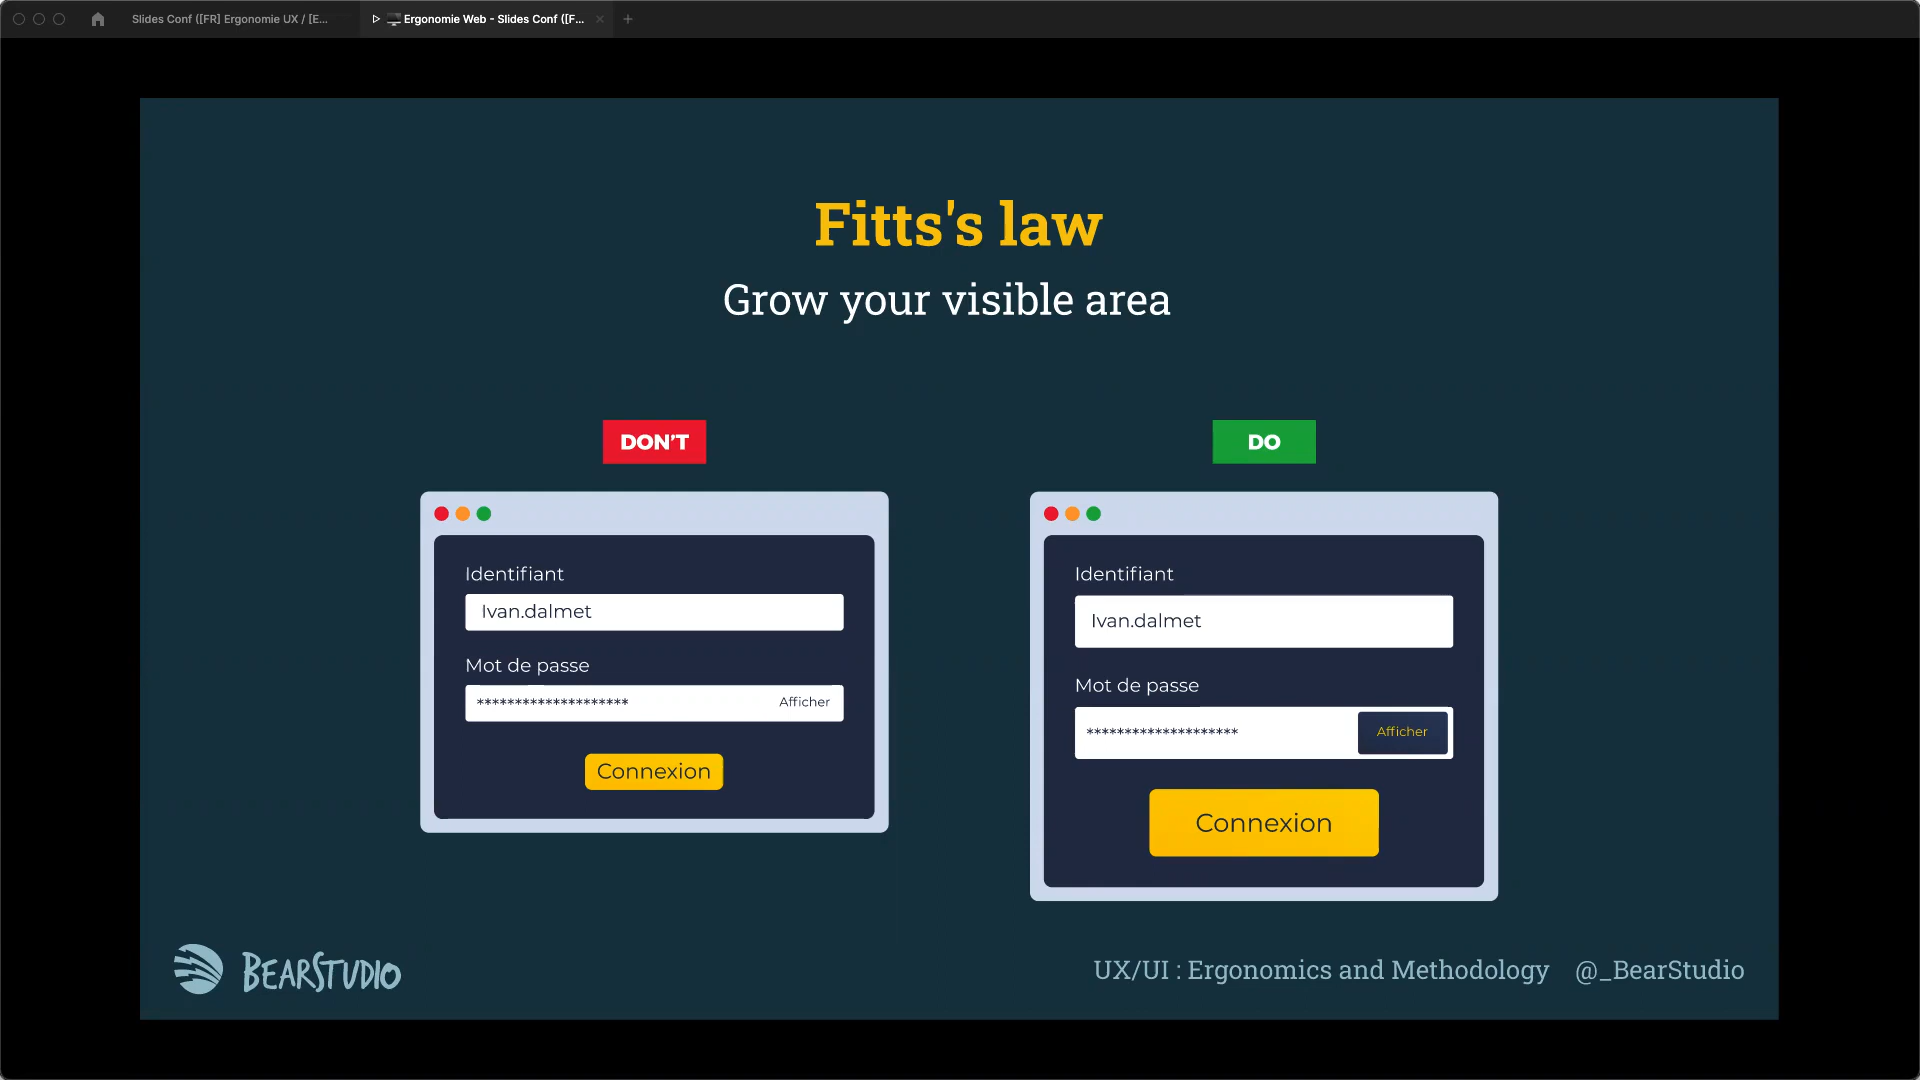 Slides Conf ([FR] Ergonomie UX / [E...
Ergonomie Web - Slides Conf ([F...
Fitts's law
Grow your visible area
DON'T
Identifiant
Ivan.dalmet
Mot de passe
********************
Afficher
Connexion
DO
Identifiant
Ivan.dalmet
Mot de passe
********************
Afficher
Connexion
BEARSTUDIO
UX/UI : Ergonomics and Methodology
@_BearStudio